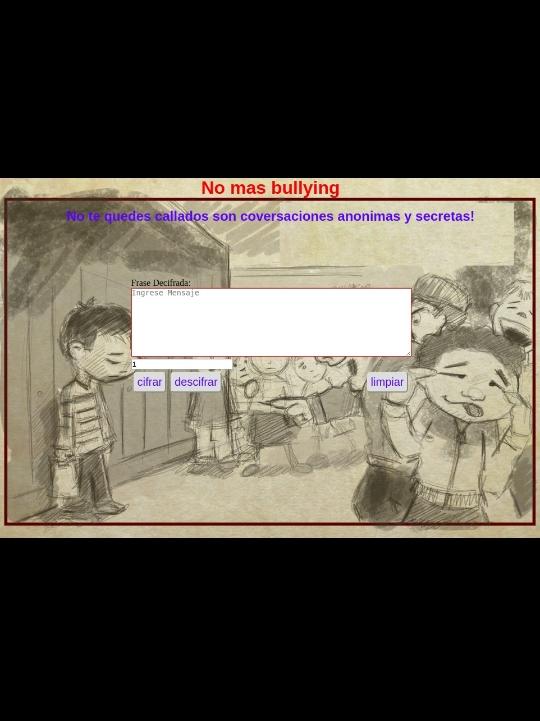 No mas bullying
No te quedes callados son coversaciones anonimas y secretas!
Frase Decifrada:
Ingrese Mensaje
1
cifrar descifrar limpiar